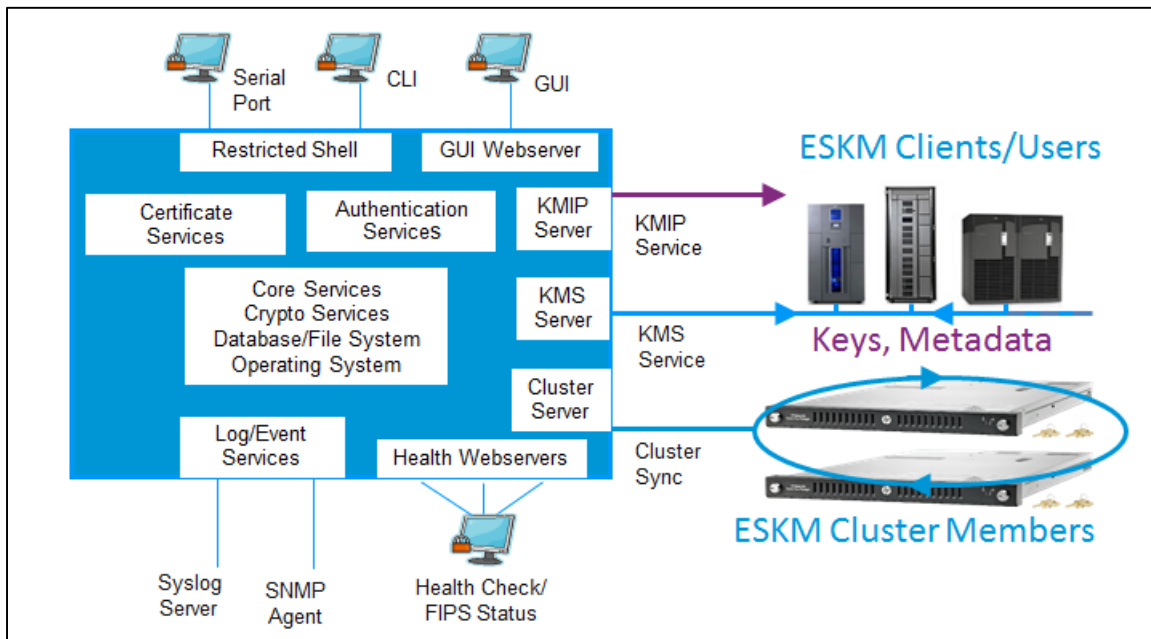 Serial
Port
CLI
GUI
Restricted Shell
GUI Webserver
ESKM Clients/Users
Certificate
Services
Authentication
Services
KMIP
Server
KMIP
Service
Core Services
Crypto Services
Database/File System
Operating System
KMS
Server
KMS
Service
Keys, Metadata
Cluster
Server
Cluster
Sync
Log/Event
Services
Health Webservers
ESKM Cluster Members
Syslog
Server
SNMP
Agent
Health Check/
FIPS Status